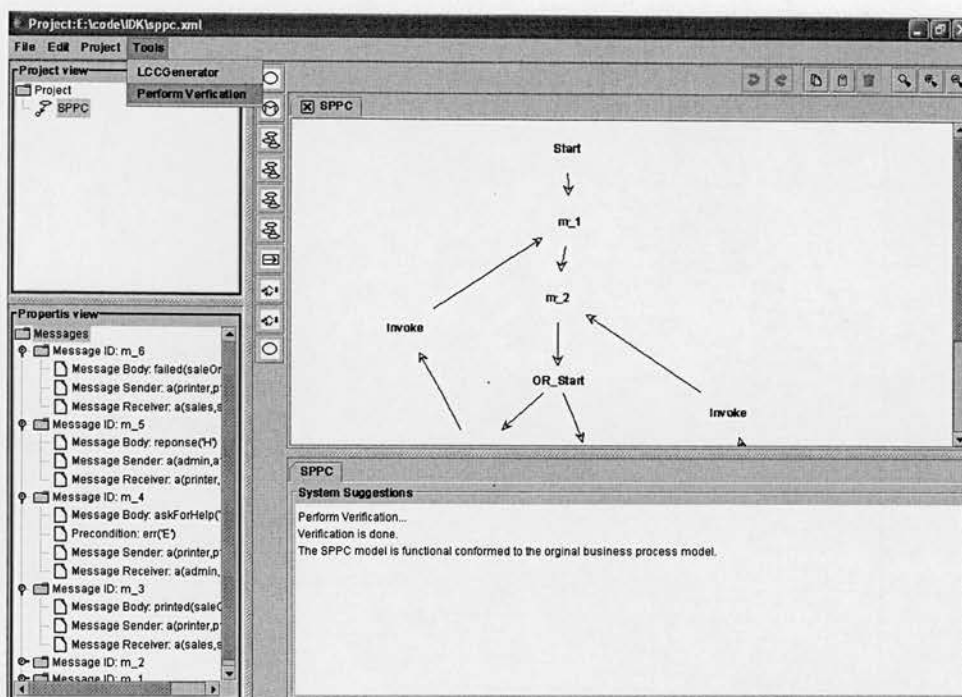 Project:E:\code\IDK\sppc.xml
File Edit Project Tools
LCCGenerator
Perform Verfication
Project view
Project
SPPC
SPPC
Start
m_1
m_2
Invoke
OR_Start
Invoke
Propertis view
Messages
Message ID: m_6
Message Body: failed(saleOr
Message Sender: a(printer,p
Message Receiver: a(sales,s
Message ID: m_5
Message Body: reponse('H')
Message Sender: a(admin,a
Message Receiver: a(printer,
Message ID: m_4
Message Body: askForHelp('
Precondition: err('E')
Message Sender: a(printer,p
Message Receiver: a(admin,
Message ID: m_3
Message Body: printed(saleO
Message Sender: a(printer,p
Message Receiver: a(sales,s
Message ID: m_2
Message ID: m_1
SPPC
System Suggestions
Perform Verification...
Verification is done.
The SPPC model is functional conformed to the orginal business process model.